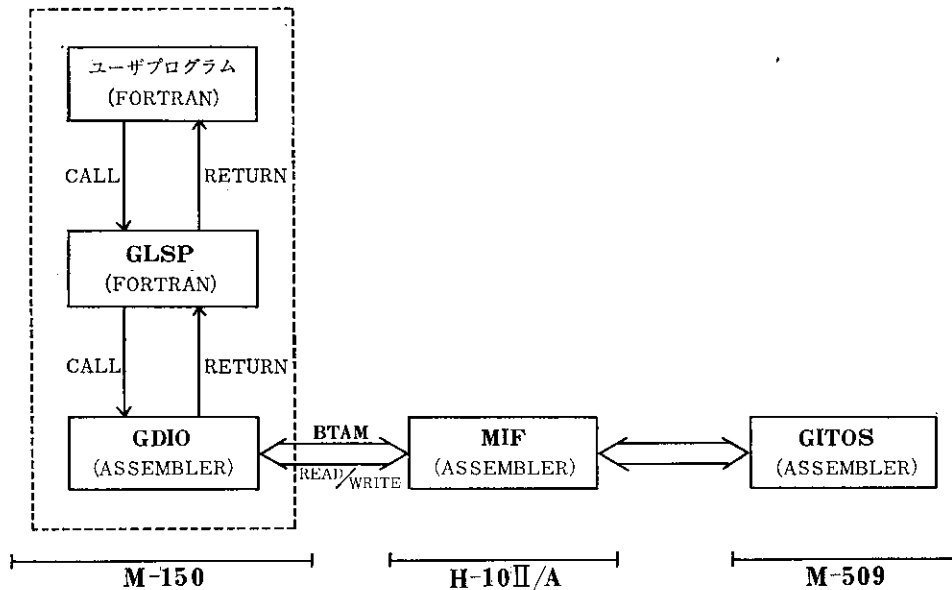 ユーザプログラム
(FORTRAN)
CALL
RETURN
GLSP
(FORTRAN)
CALL
RETURN
GDIO
(ASSEMBLER)
BTAM
READ/WRITE
MIF
(ASSEMBLER)
GITOS
(ASSEMBLER)
M-150
H-10Ⅱ/A
M-509